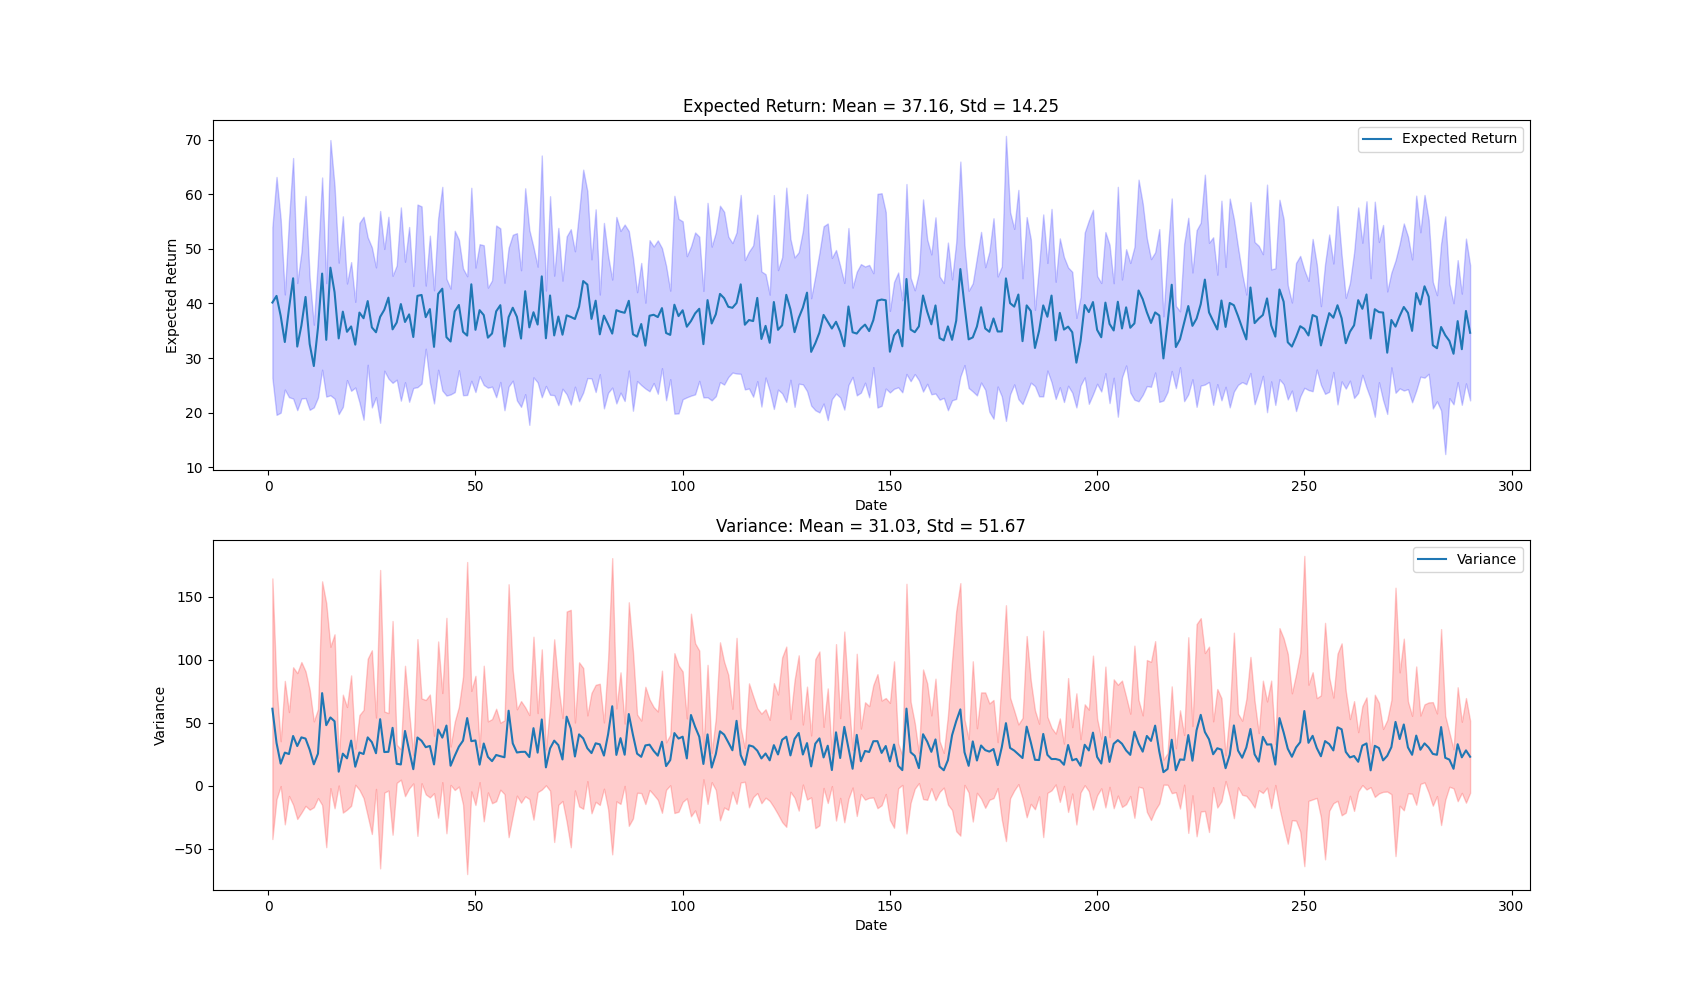 Expected Return: Mean = 37.16, Std = 14.25
Expected Return
70
60
50
40
30
20
10
Expected Return
0 50 100 150 200 250 300
Date
Variance: Mean = 31.03, Std = 51.67
Variance
150
100
50
0
−50
Variance
0 50 100 150 200 250 300
Date